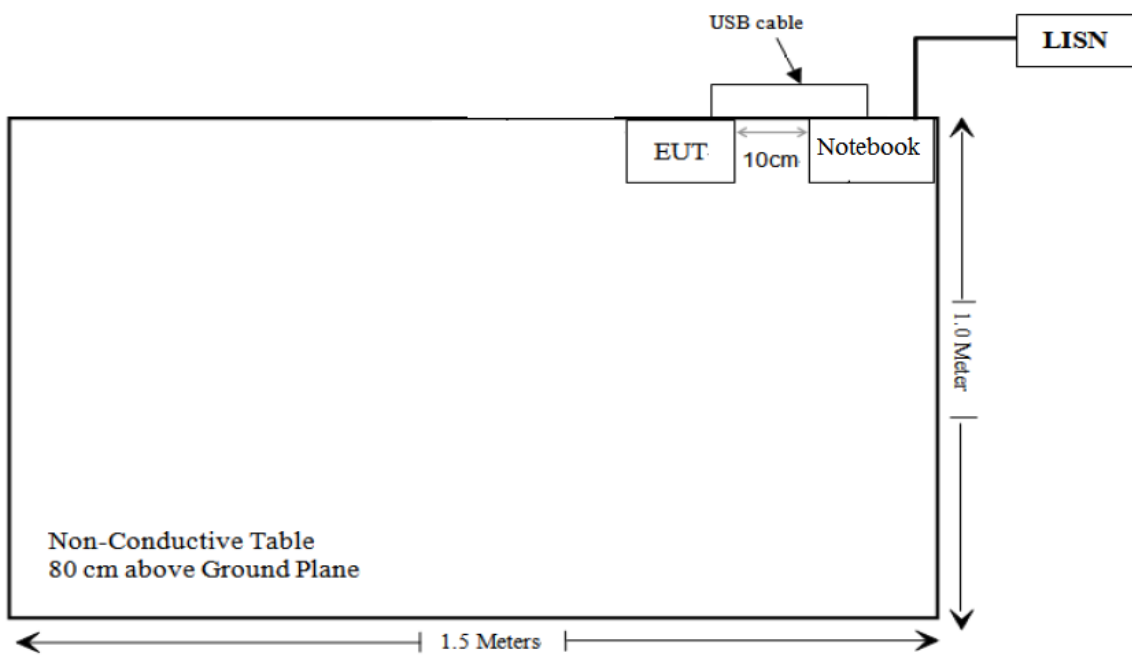 USB cable
LISN
EUT
10cm
Notebook
1.0 Meter
Non-Conductive Table
80 cm above Ground Plane
1.5 Meters